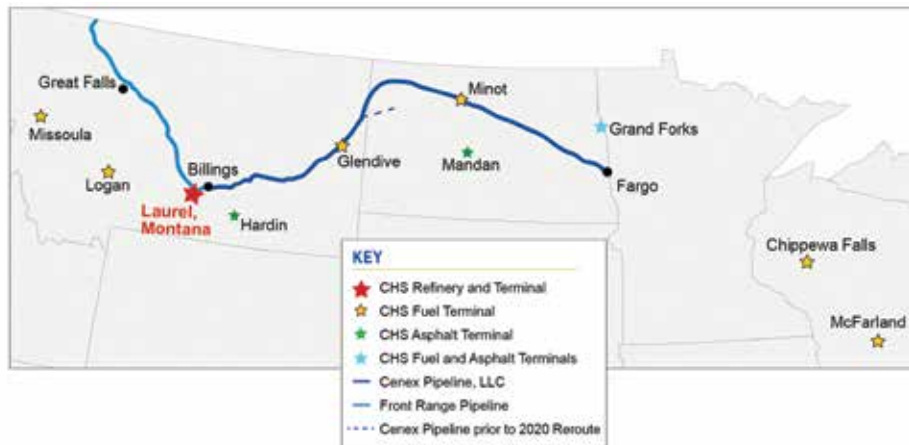 Great Falls
Minot
Missoula
Grand Forks
Glendive
Mandan
Billings
Logan
Fargo
Laurel,
Montana
Hardin
Chippewa Falls
McFarland
KEY
CHS Refinery and Terminal
CHS Fuel Terminal
CHS Asphalt Terminal
CHS Fuel and Asphalt Terminals
Cenex Pipeline, LLC
Front Range Pipeline
Cenex Pipeline prior to 2020 Reroute